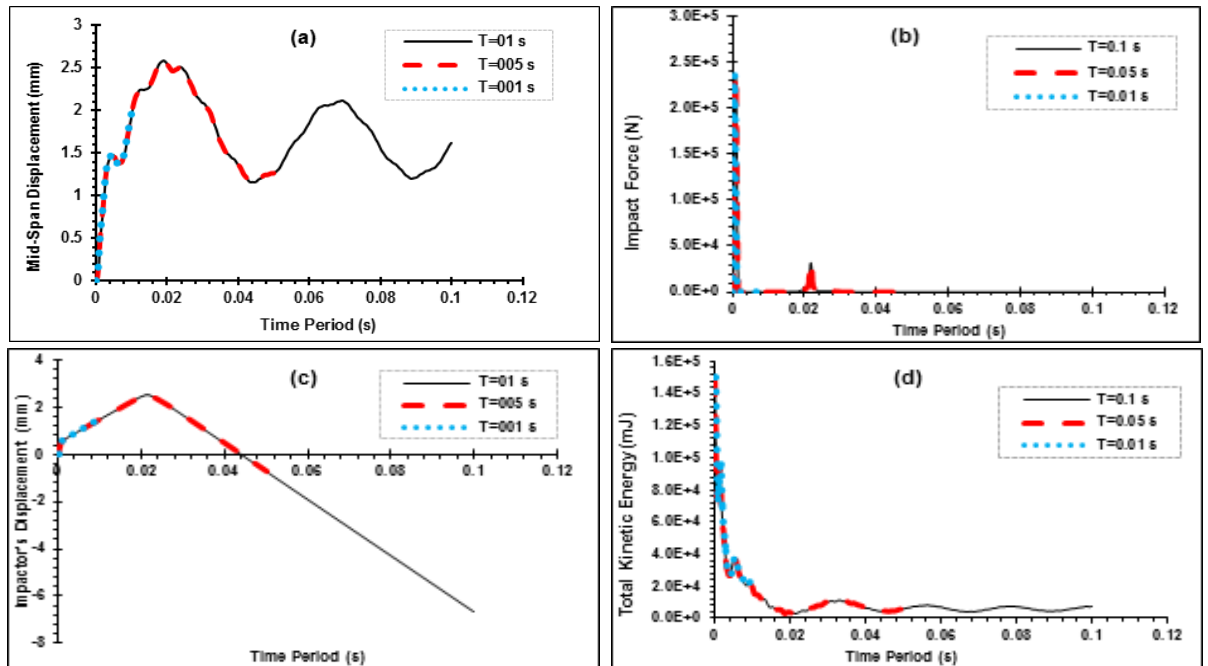 (a)
T=01 s
T=005 s
T=001 s
Mid-Span Displacement (mm)
3
2.5
2
1.5
1
0.5
0
0 0.02 0.04 0.06 0.08 0.1 0.12
Time Period (s)
(b)
T=0.1 s
T=0.05 s
T=0.01 s
Impact Force (N)
3.0E+5
2.5E+5
2.0E+5
1.5E+5
1.0E+5
5.0E+4
0.0E+0
0 0.02 0.04 0.06 0.08 0.1 0.12
Time Period (s)
(c)
T=01 s
T=005 s
T=001 s
Impactor's Displacement (mm)
4
2
0
-2
-4
-6
-8
0 0.02 0.04 0.06 0.08 0.1 0.12
Time Period (s)
(d)
T=0.1 s
T=0.05 s
T=0.01 s
Total Kinetic Energy (mJ)
1.6E+5
1.4E+5
1.2E+5
1.0E+5
8.0E+4
6.0E+4
4.0E+4
2.0E+4
0.0E+0
0 0.02 0.04 0.06 0.08 0.1 0.12
Time Period (s)